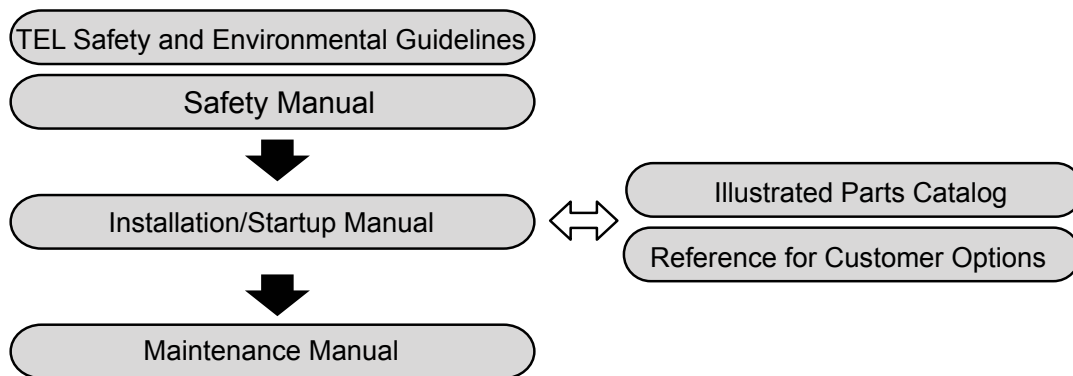 TEL Safety and Environmental Guidelines
Safety Manual
Installation/Startup Manual
Illustrated Parts Catalog
Reference for Customer Options
Maintenance Manual